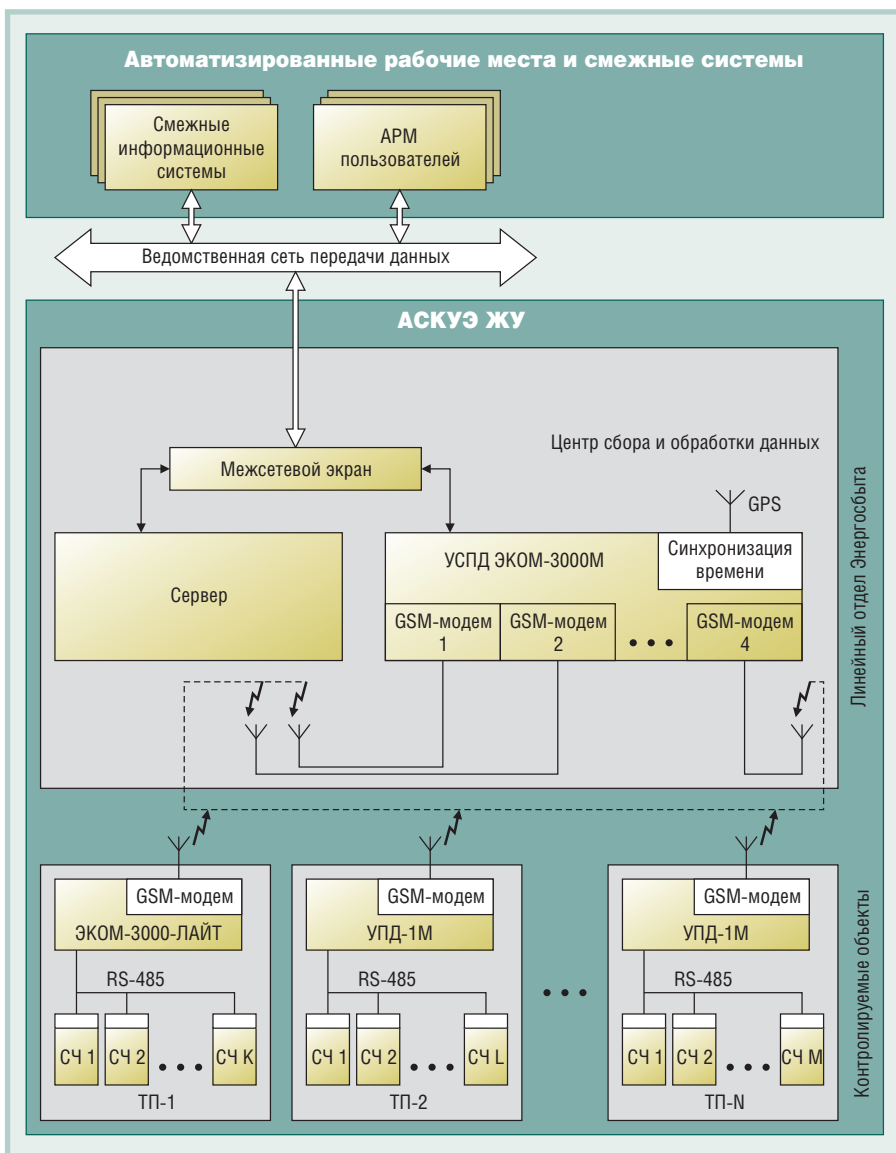 Автоматизированные рабочие места и смежные системы
Смежные
информационные
системы
АРМ
пользователей
Ведомственная сеть передачи данных
АСКУЭ ЖУ
Центр сбора и обработки данных
Межсетевой экран
GPS
Сервер
УСПД ЭКОМ-3000М
Синхронизация
времени
GSM-модем
1
GSM-модем
2
GSM-модем
4
Линейный отдел Энергосбыта
GSM-модем
ЭКОМ-3000-ЛАЙТ
RS-485
СЧ 1
СЧ 2
СЧ K
ТП-1
GSM-модем
УПД-1М
RS-485
СЧ 1
СЧ 2
СЧ L
ТП-2
GSM-модем
УПД-1М
RS-485
СЧ 1
СЧ 2
СЧ M
ТП-N
Контролируемые объекты